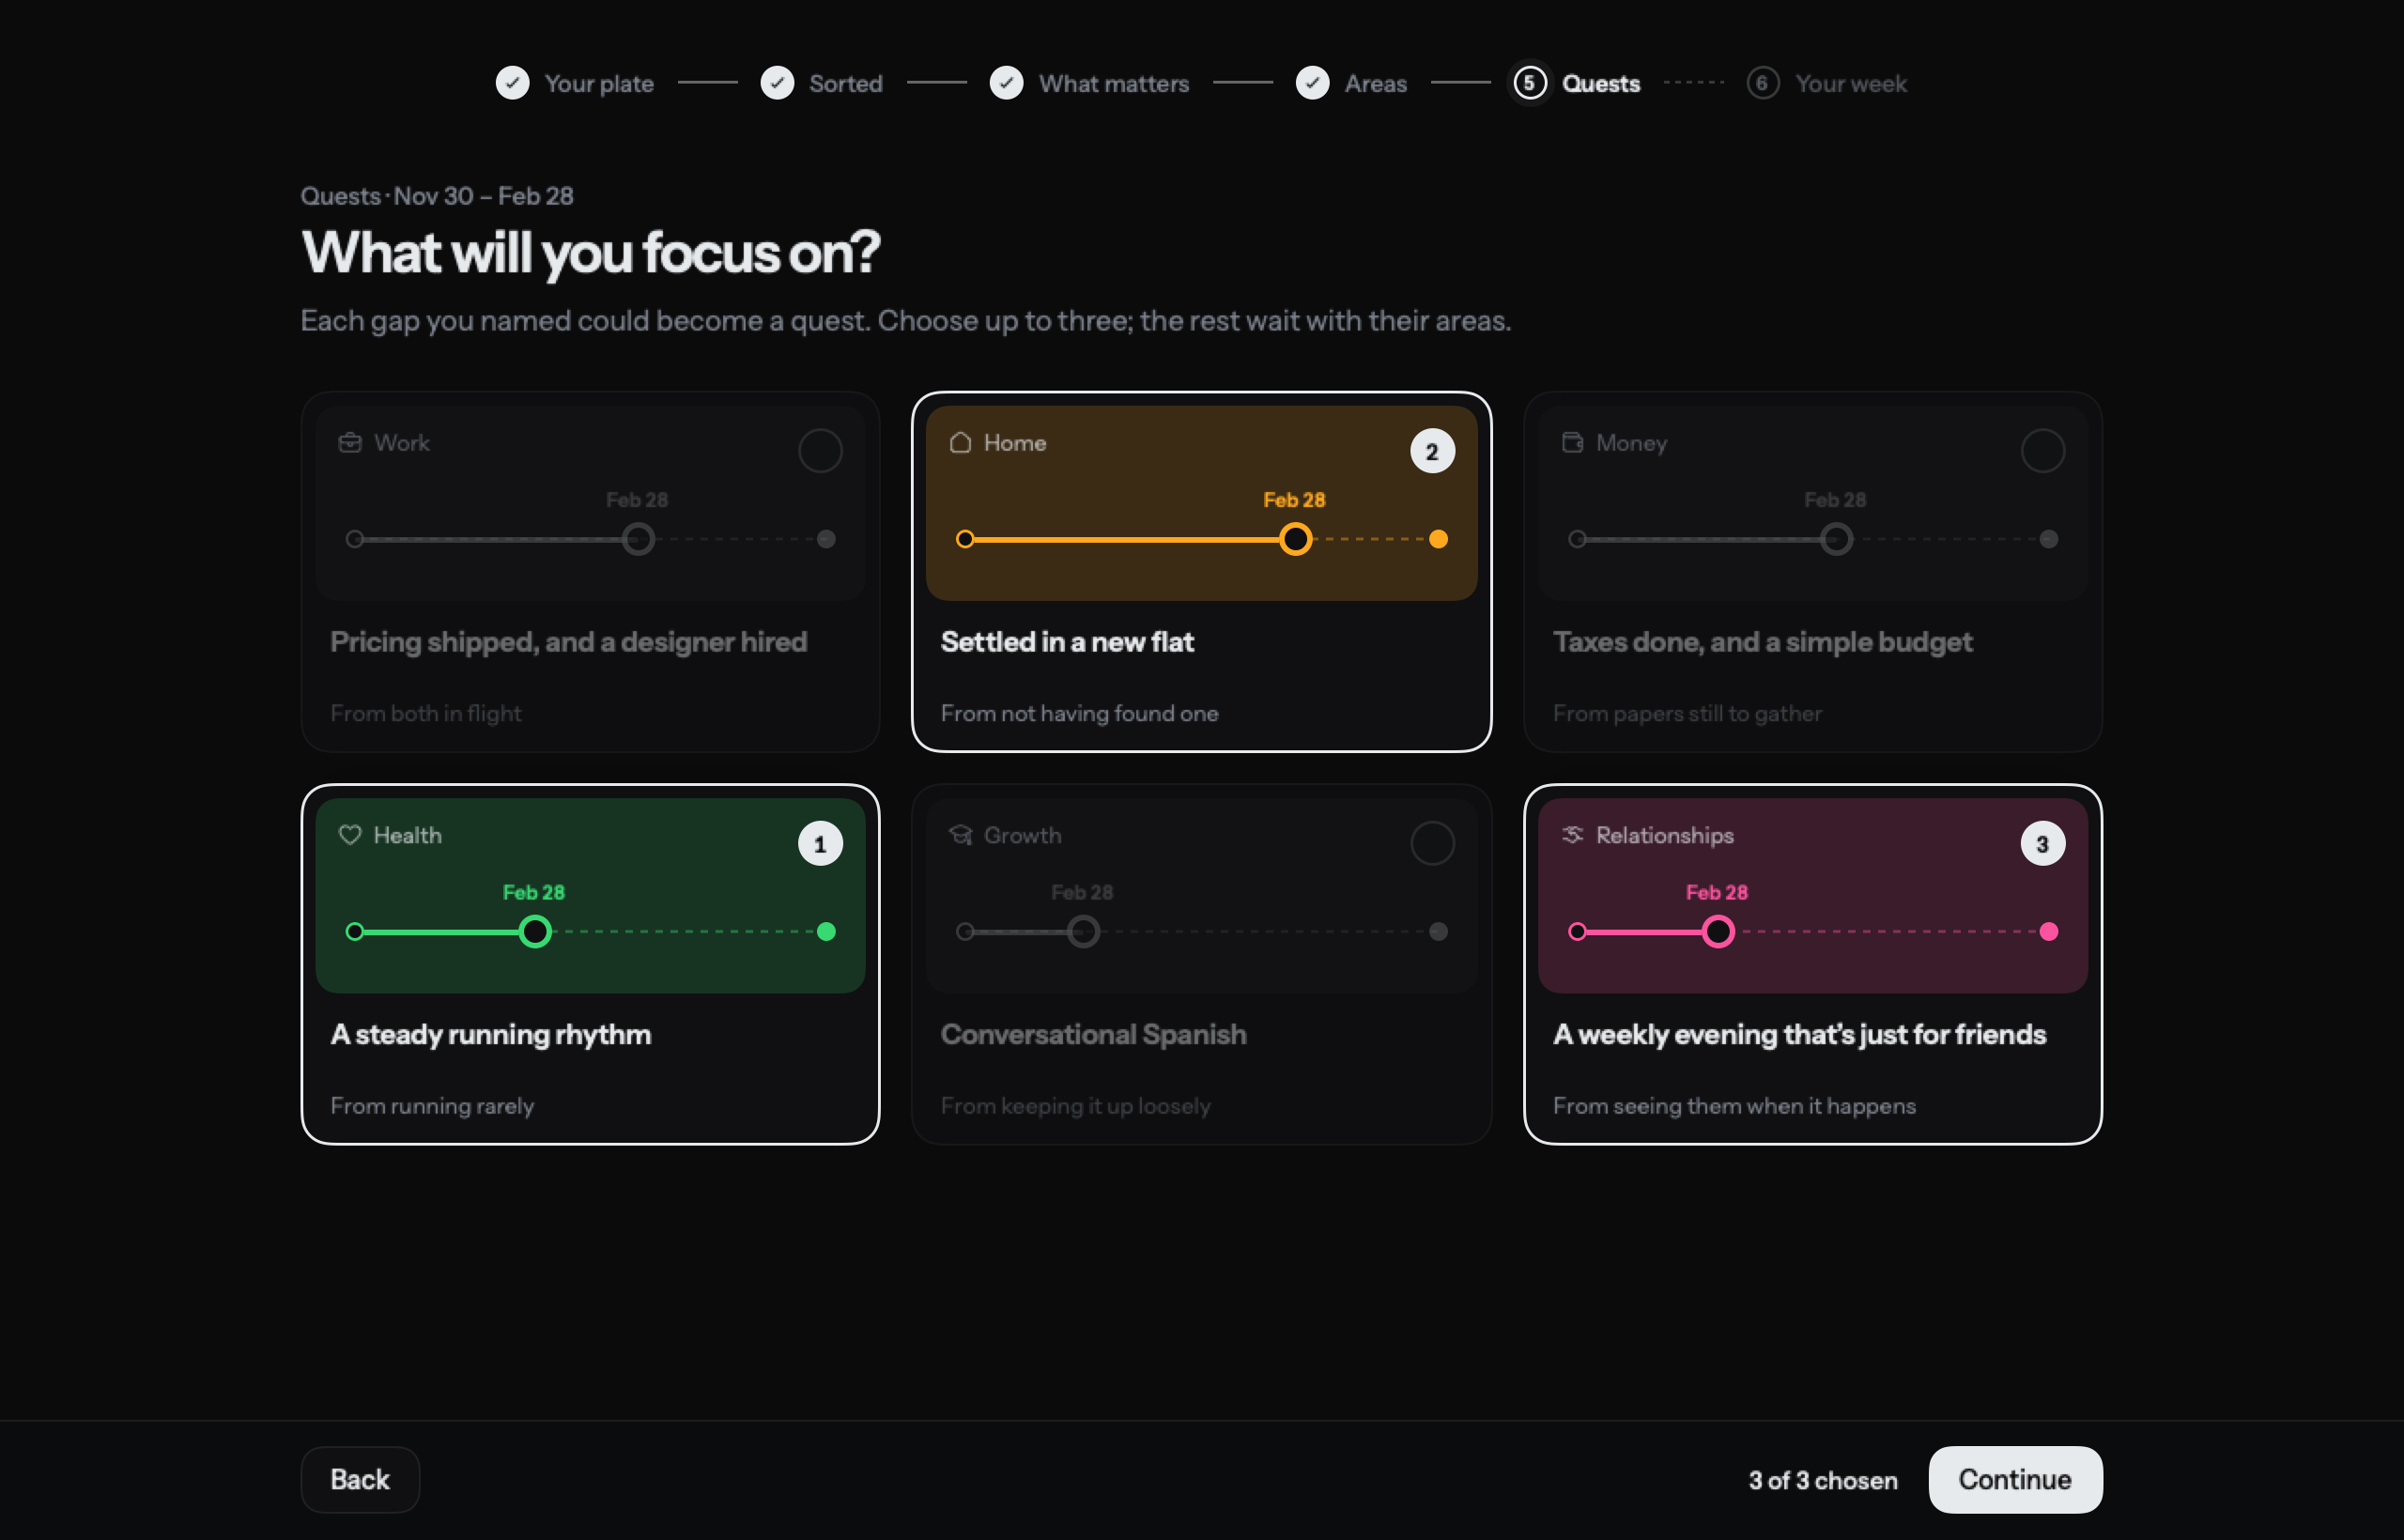 Your plate
Sorted
What matters
Areas
5 Quests
6 Your week
Quests · Nov 30 – Feb 28
What will you focus on?
Each gap you named could become a quest. Choose up to three; the rest wait with their areas.
Work
Feb 28
Pricing shipped, and a designer hired
From both in flight
Home
2
Feb 28
Settled in a new flat
From not having found one
Money
Feb 28
Taxes done, and a simple budget
From papers still to gather
Health
1
Feb 28
A steady running rhythm
From running rarely
Growth
Feb 28
Conversational Spanish
From keeping it up loosely
Relationships
3
Feb 28
A weekly evening that’s just for friends
From seeing them when it happens
Back
3 of 3 chosen
Continue